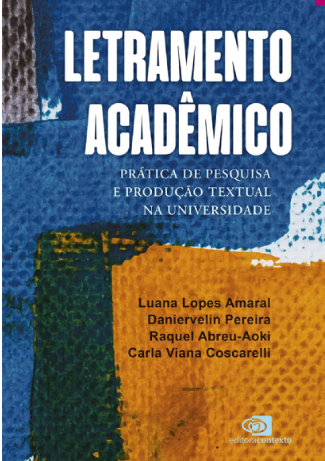 LETRAMENTO
ACADÊMICO
PRÁTICA DE PESQUISA
E PRODUÇÃO TEXTUAL
NA UNIVERSIDADE
Luana Lopes Amaral
Daniervelin Pereira
Raquel Abreu-Aoki
Carla Viana Coscarelli
editoracontexto